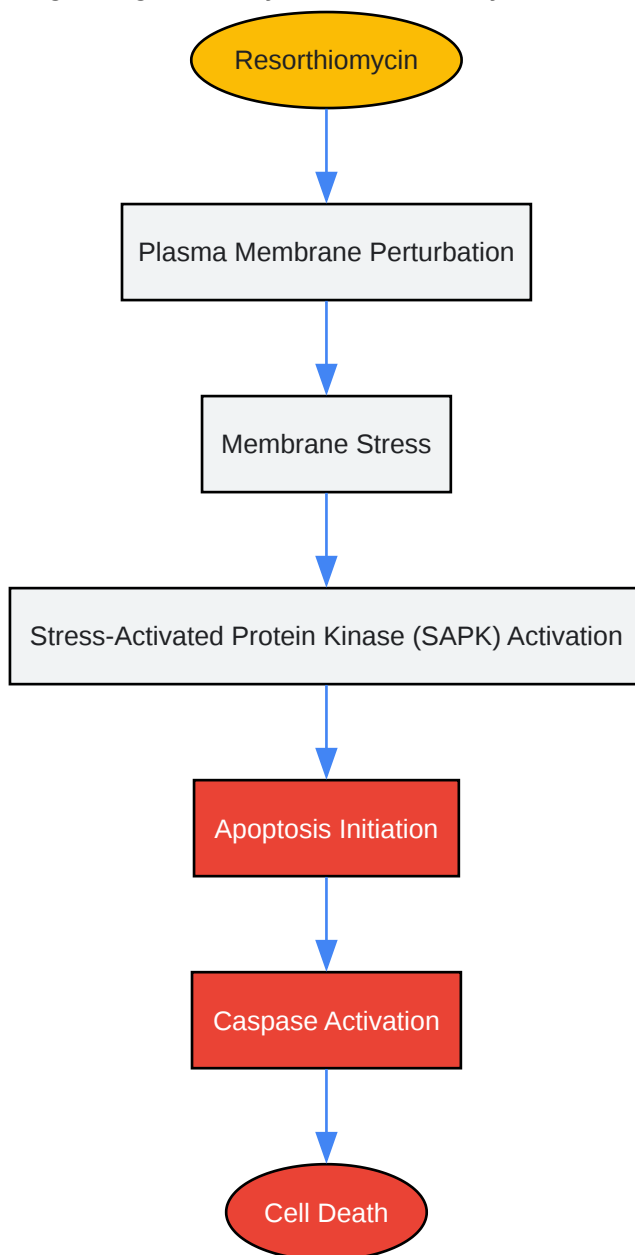 Resorthiomycin
Plasma Membrane Perturbation
Membrane Stress
Stress-Activated Protein Kinase (SAPK) Activation
Apoptosis Initiation
Caspase Activation
Cell Death